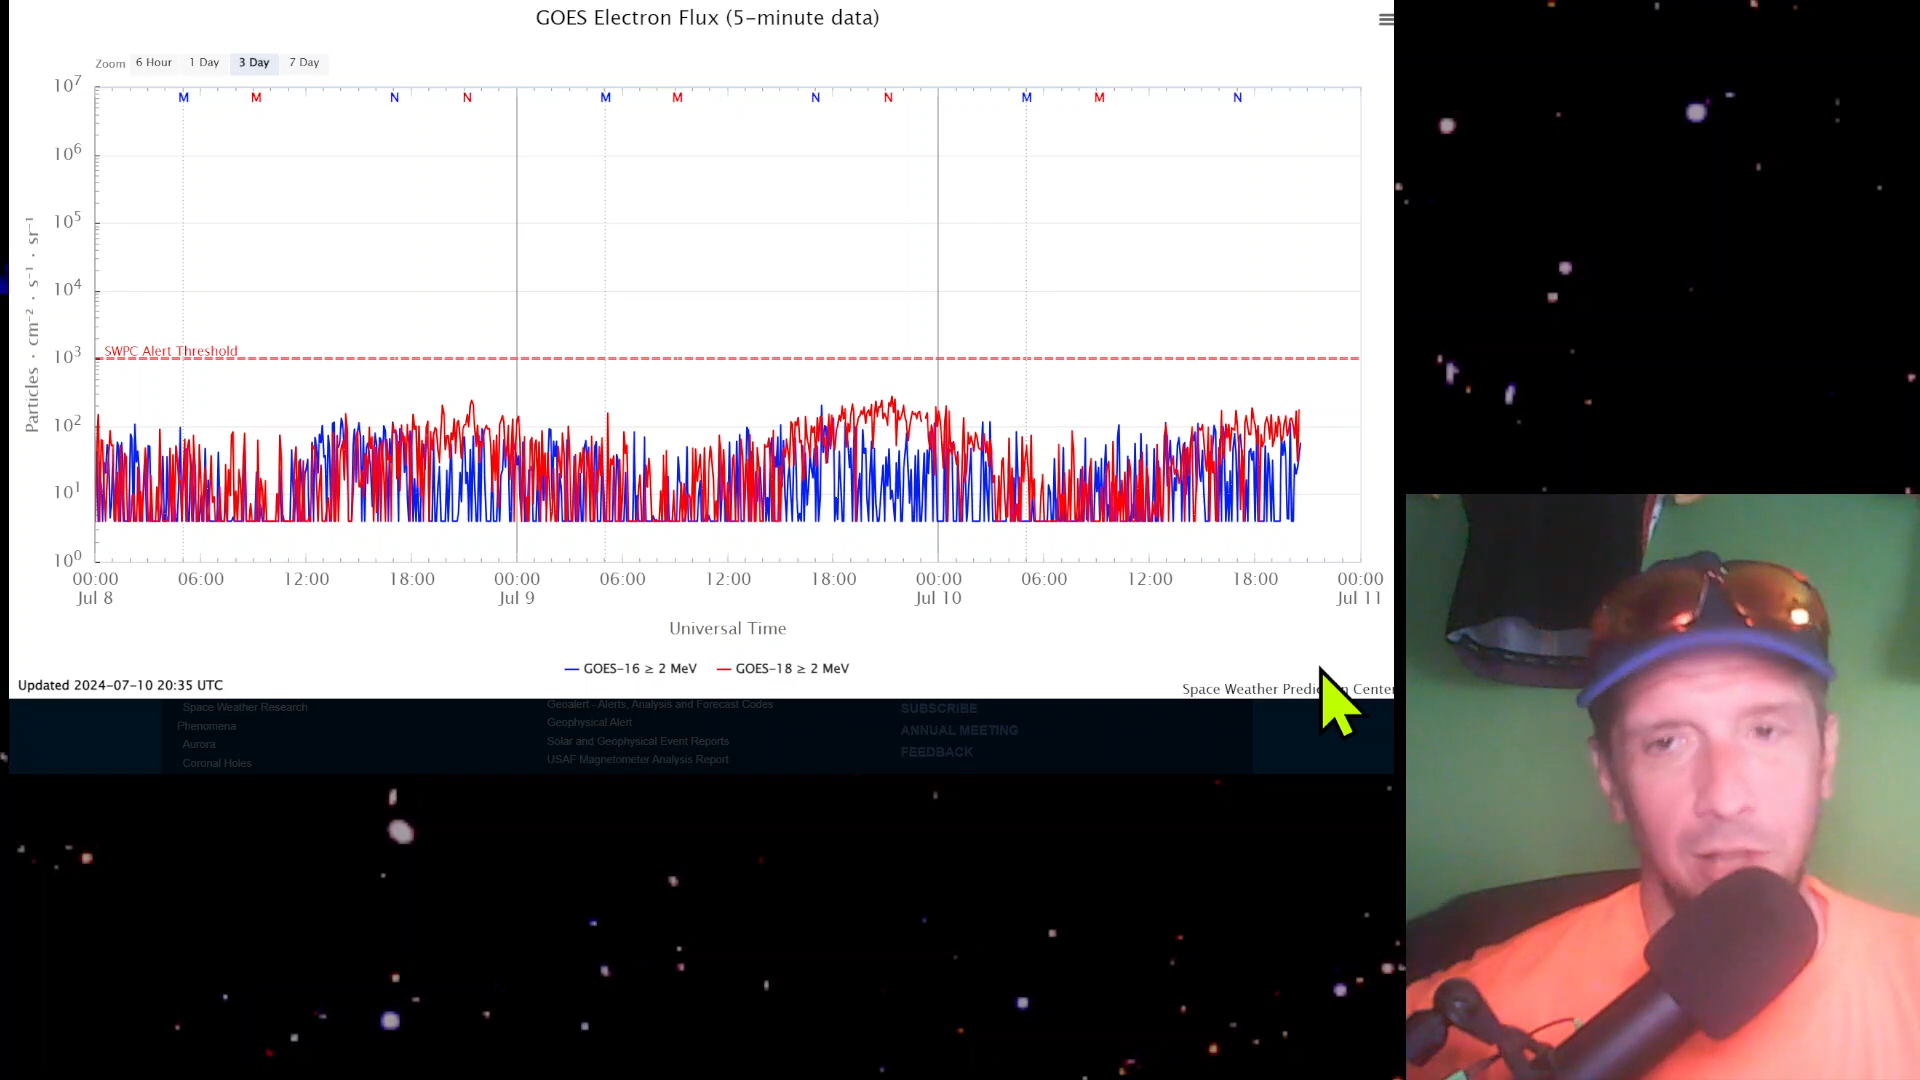 GOES Electron Flux (5-minute data)
Zoom 6 Hour 1 Day 3 Day 7 Day
10⁷
M M N N M M N N M M N
10⁶
10⁵
10⁴
SWPC Alert Threshold
10³
10²
10¹
10⁰
Particles · cm⁻² · s⁻¹ · sr⁻¹
00:00 06:00 12:00 18:00 00:00 06:00 12:00 18:00 00:00 06:00 12:00 18:00 00:00
Jul 8 Jul 9 Jul 10 Jul 11
Universal Time
GOES-16 ≥ 2 MeV GOES-18 ≥ 2 MeV
Updated 2024-07-10 20:35 UTC
Space Weather Center
Space Weather Research
Phenomena
Aurora
Coronal Holes
Geoalert - Alerts, Analysis and Forecast Codes
Geophysical Alert
Solar and Geophysical Event Reports
USAF Magnetometer Analysis Report
SUBSCRIBE
ANNUAL MEETING
FEEDBACK